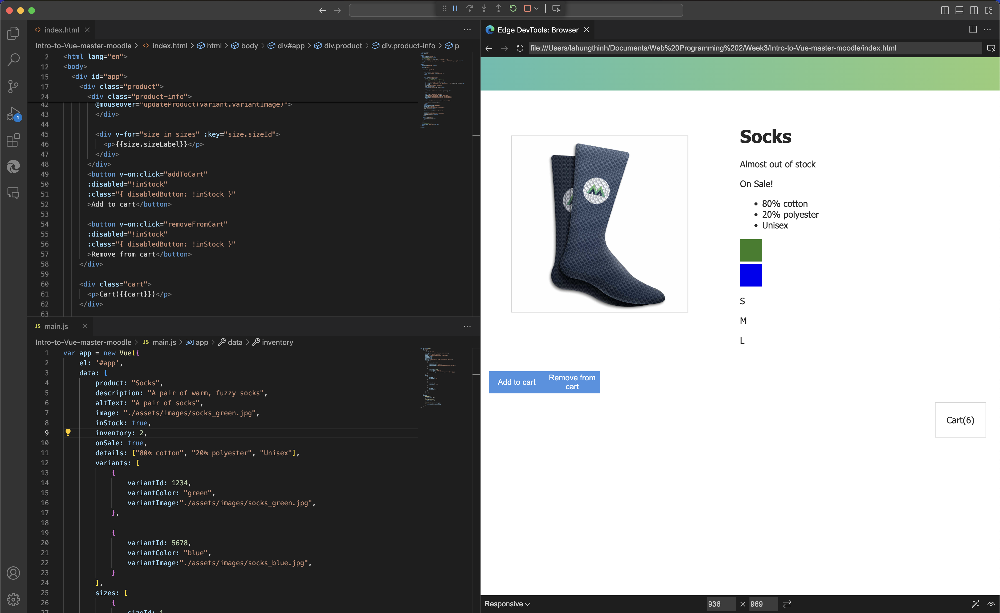 index.html
Intro-to-Vue-master-moodle > index.html > html > body > div#app > div.product > div.product-info > p
2 <html lang="en">
12 <body>
15 <div id="app">
17 <div class="product">
24 <div class="product-info">
42 @mouseover="updateProduct(variant.variantImage)">
43 </div>
44
45 <div v-for="size in sizes" :key="size.sizeId">
46 <p>{{size.sizeLabel}}</p>
47 </div>
48 </div>
49 <button v-on:click="addToCart"
50 :disabled="!inStock"
51 :class="{ disabledButton: !inStock }"
52 >Add to cart</button>
53
54 <button v-on:click="removeFromCart"
55 :disabled="!inStock"
56 :class="{ disabledButton: !inStock }"
57 >Remove from cart</button>
58 </div>
59
60 <div class="cart">
61 <p>Cart({{cart}})</p>
62 </div>
63
1
JS main.js
Intro-to-Vue-master-moodle > JS main.js > app > data > inventory
1 var app = new Vue({
2 el: '#app',
3 data: {
4 product: "Socks",
5 description: "A pair of warm, fuzzy socks",
6 altText: "A pair of socks",
7 image: "./assets/images/socks_green.jpg",
8 inStock: true,
9 inventory: 2,
10 onSale: true,
11 details: ["80% cotton", "20% polyester", "Unisex"],
12 variants: [
13 {
14 variantId: 1234,
15 variantColor: "green",
16 variantImage:"./assets/images/socks_green.jpg",
17 },
18
19 {
20 variantId: 5678,
21 variantColor: "blue",
22 variantImage:"./assets/images/socks_blue.jpg",
23 }
24 ],
25 sizes: [
26 {
27 sizeId: 1,
Edge DevTools: Browser
file:///Users/lahungthinh/Documents/Web%20Programming%202/Week3/Intro-to-Vue-master-moodle/index.html
Socks
Almost out of stock
On Sale!
• 80% cotton
• 20% polyester
• Unisex
S
M
L
Add to cart
Remove from
cart
Cart(6)
Responsive
936 × 969